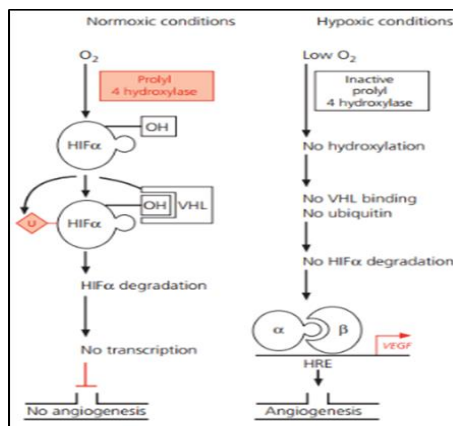 Normoxic conditions
O2
Prolyl
4 hydroxylase
OH
HIFα
OH
VHL
U
HIFα
HIFα degradation
No transcription
No angiogenesis
Hypoxic conditions
Low O2
Inactive
prolyl
4 hydroxylase
No hydroxylation
No VHL binding
No ubiquitin
No HIFα degradation
α
β
VEGF
HRE
Angiogenesis